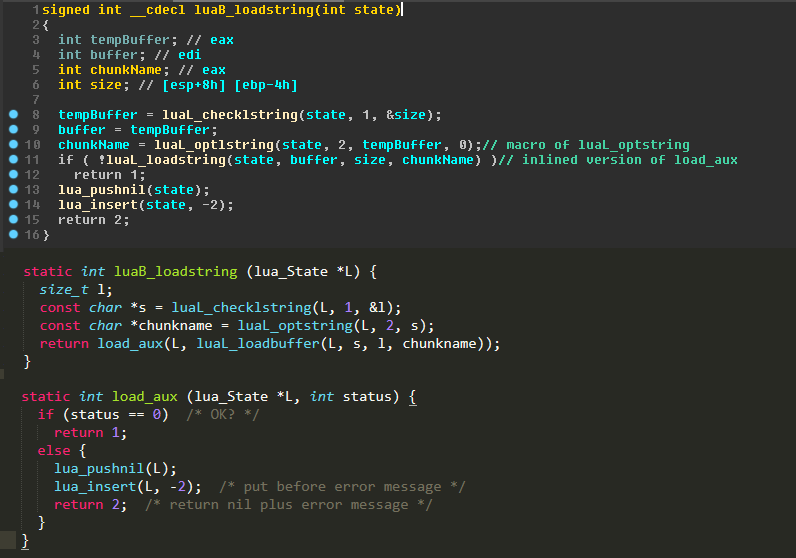 1 signed int __cdecl luaB_loadstring(int state)
2 {
3   int tempBuffer; // eax
4   int buffer; // edi
5   int chunkName; // eax
6   int size; // [esp+8h] [ebp-4h]
7
8   tempBuffer = luaL_checklstring(state, 1, &size);
9   buffer = tempBuffer;
10   chunkName = luaL_optlstring(state, 2, tempBuffer, 0);// macro of luaL_optstring
11   if ( !luaL_loadstring(state, buffer, size, chunkName) )// inlined version of load_aux
12     return 1;
13   lua_pushnil(state);
14   lua_insert(state, -2);
15   return 2;
16 }
static int luaB_loadstring (lua_State *L) {
  size_t l;
  const char *s = luaL_checklstring(L, 1, &l);
  const char *chunkname = luaL_optstring(L, 2, s);
  return load_aux(L, luaL_loadbuffer(L, s, l, chunkname));
}
static int load_aux (lua_State *L, int status) {
  if (status == 0)  /* OK? */
    return 1;
  else {
    lua_pushnil(L);
    lua_insert(L, -2);  /* put before error message */
    return 2;  /* return nil plus error message */
  }
}